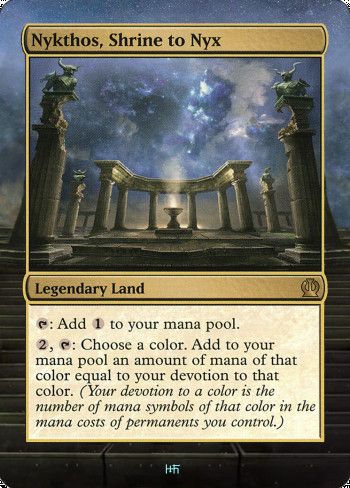 Nykthos, Shrine to Nyx
Legendary Land
: Add 1 to your mana pool.
2, : Choose a color. Add to your
mana pool an amount of mana of that
color equal to your devotion to that
color. (Your devotion to a color is the
number of mana symbols of that color in the
mana costs of permanents you control.)